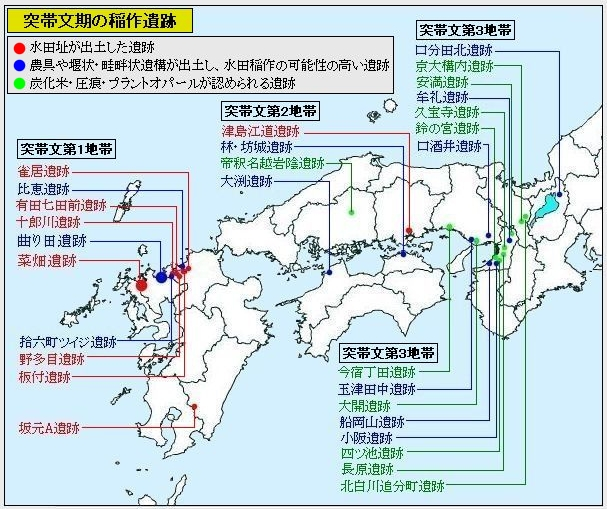 突帯文期の稲作遺跡
水田址が出土した遺跡
農具や堰状・畦畔状遺構が出土し、水田稲作の可能性の高い遺跡
炭化米・圧痕・プラントオパールが認められる遺跡
突帯文第1地帯
雀居遺跡
比恵遺跡
有田七田前遺跡
十郎川遺跡
曲り田遺跡
菜畑遺跡
拾六町ツイジ遺跡
野多目遺跡
板付遺跡
坂元A遺跡
突帯文第2地帯
津島江道遺跡
林・坊城遺跡
帝釈名越岩陰遺跡
大渕遺跡
突帯文第3地帯
口分田北遺跡
京大構内遺跡
安満遺跡
牟礼遺跡
久宝寺遺跡
鈴の宮遺跡
口酒井遺跡
突帯文第3地帯
今宿丁田遺跡
玉津田中遺跡
大開遺跡
船岡山遺跡
小阪遺跡
四ツ池遺跡
長原遺跡
北白川追分町遺跡